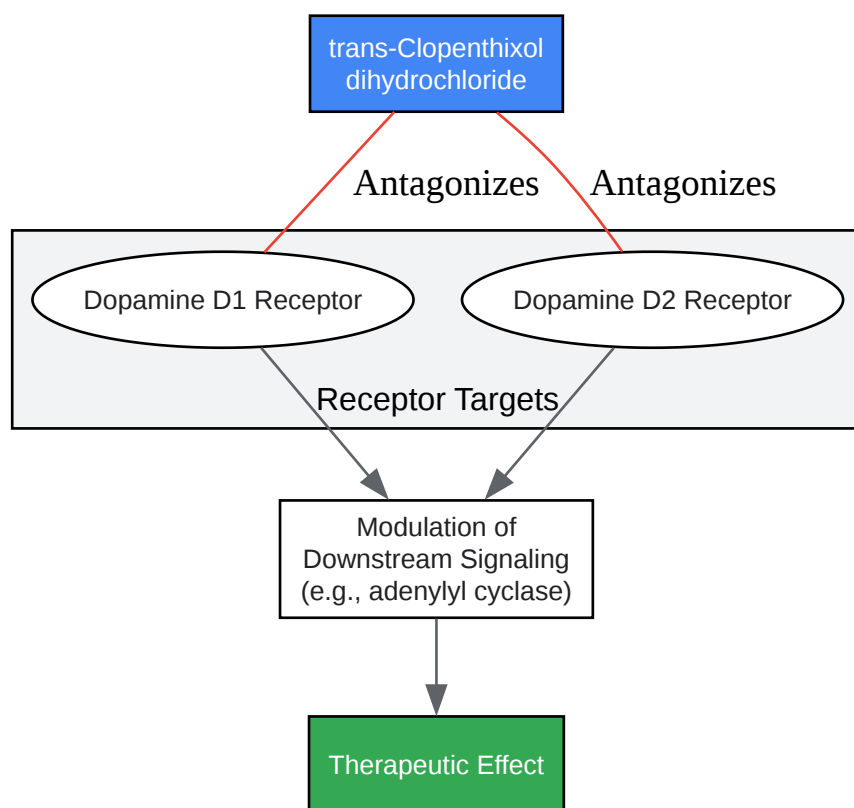 trans-Clopenthixol
dihydrochloride
Antagonizes
Antagonizes
Dopamine D1 Receptor
Dopamine D2 Receptor
Receptor Targets
Modulation of
Downstream Signaling
(e.g., adenylyl cyclase)
Therapeutic Effect